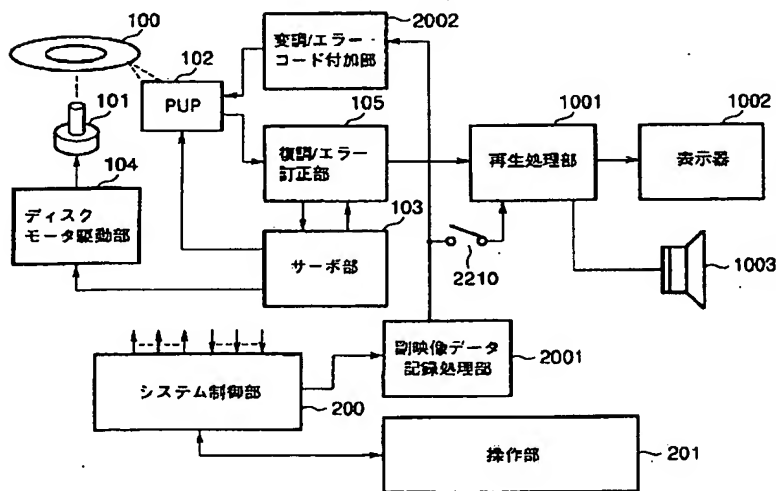 100
102
2002
変調/エラー・
コード付加部
101
PUP
105
1001
1002
復調/エラー
訂正部
再生処理部
表示器
104
ディスク
モータ駆動部
103
サーボ部
2210
1003
副映像データ
記録処理部
2001
システム制御部
200
操作部
201